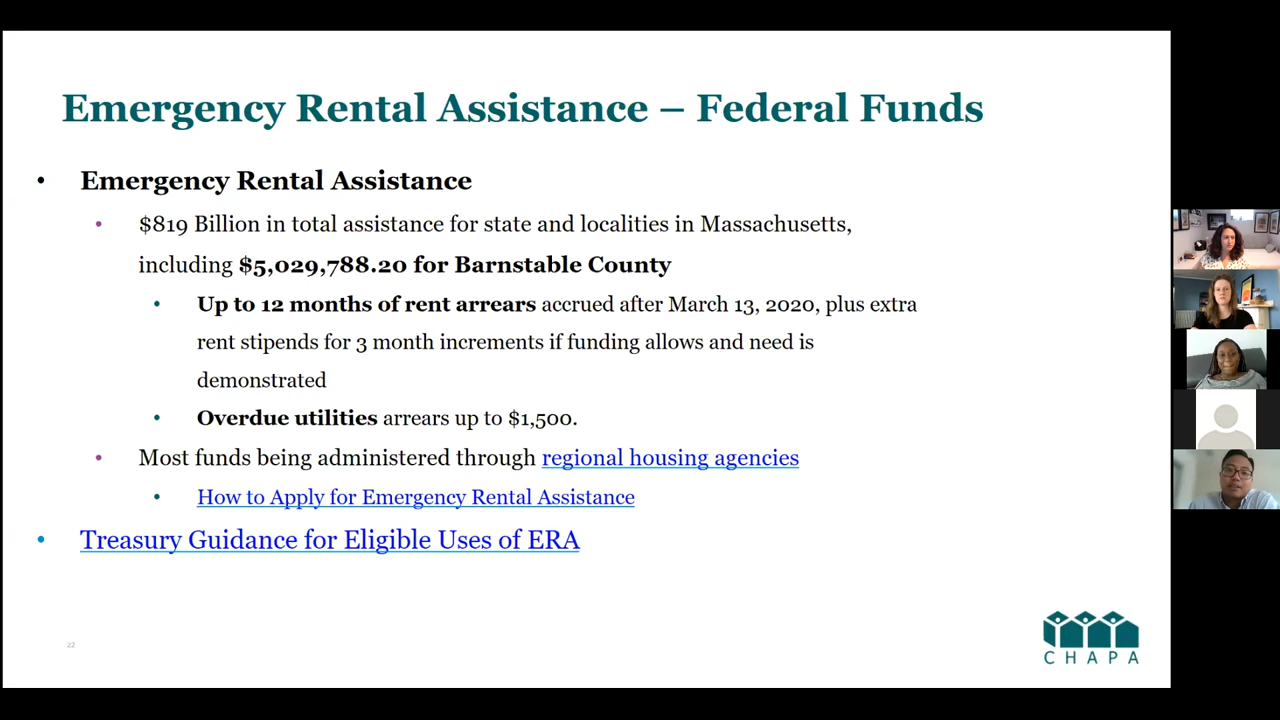 Emergency Rental Assistance – Federal Funds
• Emergency Rental Assistance
• $819 Billion in total assistance for state and localities in Massachusetts,
including $5,029,788.20 for Barnstable County
• Up to 12 months of rent arrears accrued after March 13, 2020, plus extra
rent stipends for 3 month increments if funding allows and need is
demonstrated
• Overdue utilities arrears up to $1,500.
• Most funds being administered through regional housing agencies
• How to Apply for Emergency Rental Assistance
• Treasury Guidance for Eligible Uses of ERA
22
CHAPA